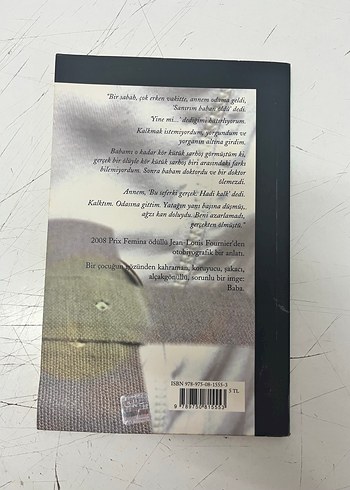 "Bir sabah, çok erken vakitte, annem odama geldi,
'Sanırım baban öldü' dedi.
'Yine mi...' dediğimi hatırlıyorum.
Kalkmak istemiyordum, yorgundum ve
yorganın altına girdim.
Babamı o kadar kör kütük sarhoş görmüştüm ki,
gerçek bir ölüyle kör kütük sarhoş biri arasındaki farkı
bilemiyordum. Sonra babam doktordu ve bir doktor
ölemezdi.
Annem, 'Bu seferki gerçek. Hadi kalk' dedi.
Kalktım. Odasına gittim. Yatağın yanı başına düşmüş,
ağzı kan doluydu. Beni azarlamadı,
gerçekten ölmüştü."
2008 Prix Femina ödüllü Jean-Louis Fournier'den
otobiyografik bir anlatı.
Bir çocuğun gözünden kahraman, koruyucu, şakacı,
alçakgönüllü, sorunlu bir imge:
Baba.
ISBN 978-975-08-1555-3
5 TL
9 789750 815553